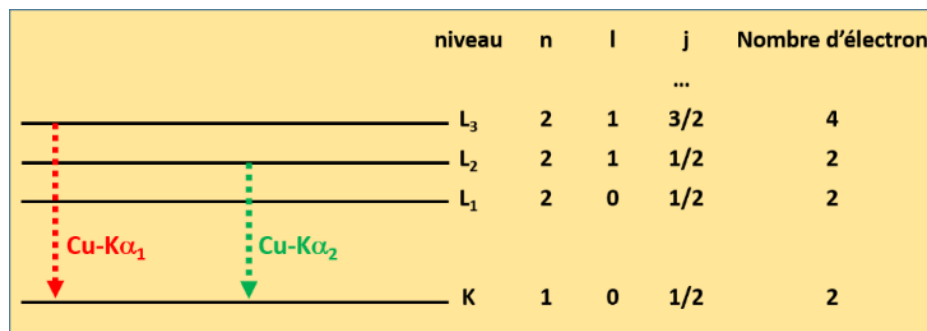 niveau n l j Nombre d'électron
...
L₃ 2 1 3/2 4
L₂ 2 1 1/2 2
L₁ 2 0 1/2 2
Cu-Kα₁ Cu-Kα₂
K 1 0 1/2 2